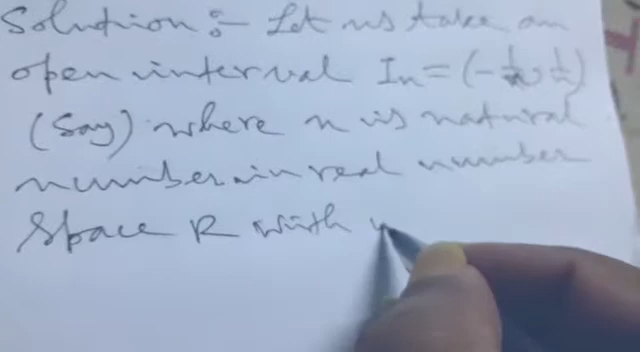 Solution :- Let us take an
open interval In = (-1/n, 1/n)
(Say) where n is natural
number in real number
Space R with